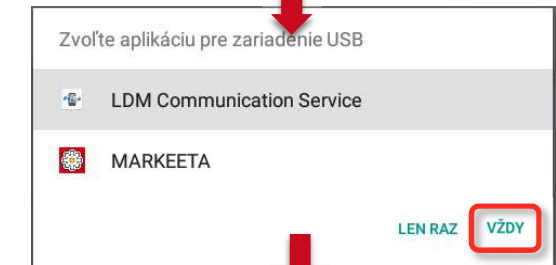 Zvoľte aplikáciu pre zariadenie USB
LDM Communication Service
MARKEETA
LEN RAZ VŽDY